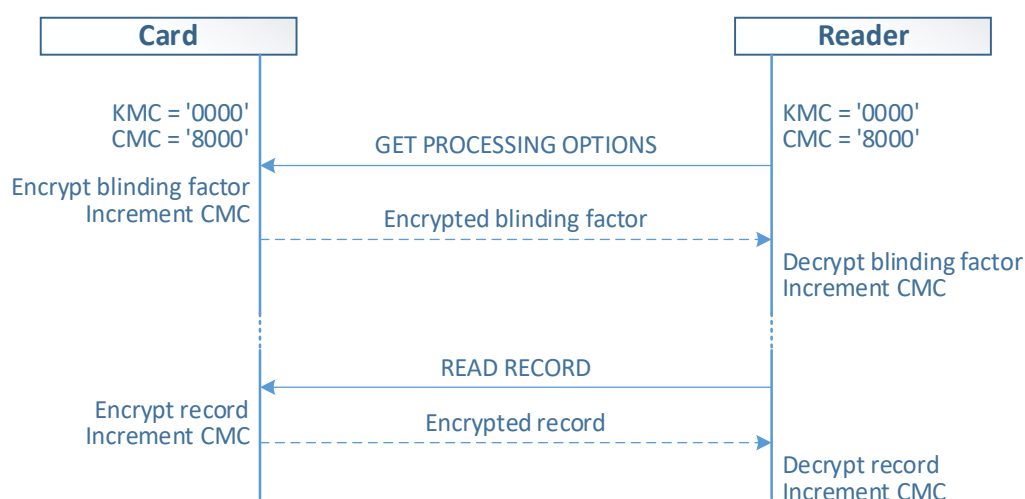 Card
Reader
KMC = '0000'
CMC = '8000'
KMC = '0000'
CMC = '8000'
GET PROCESSING OPTIONS
Encrypt blinding factor
Increment CMC
Encrypted blinding factor
Decrypt blinding factor
Increment CMC
READ RECORD
Encrypt record
Increment CMC
Encrypted record
Decrypt record
Increment CMC